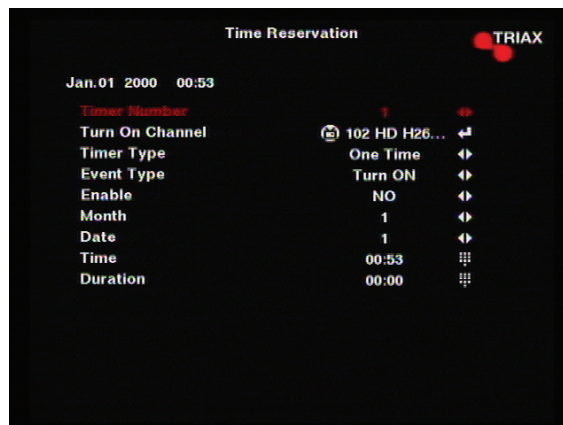 Time Reservation
TRIAX
Jan.01 2000 00:53
Timer Number 1
Turn On Channel 102 HD H26...
Timer Type One Time
Event Type Turn ON
Enable NO
Month 1
Date 1
Time 00:53
Duration 00:00